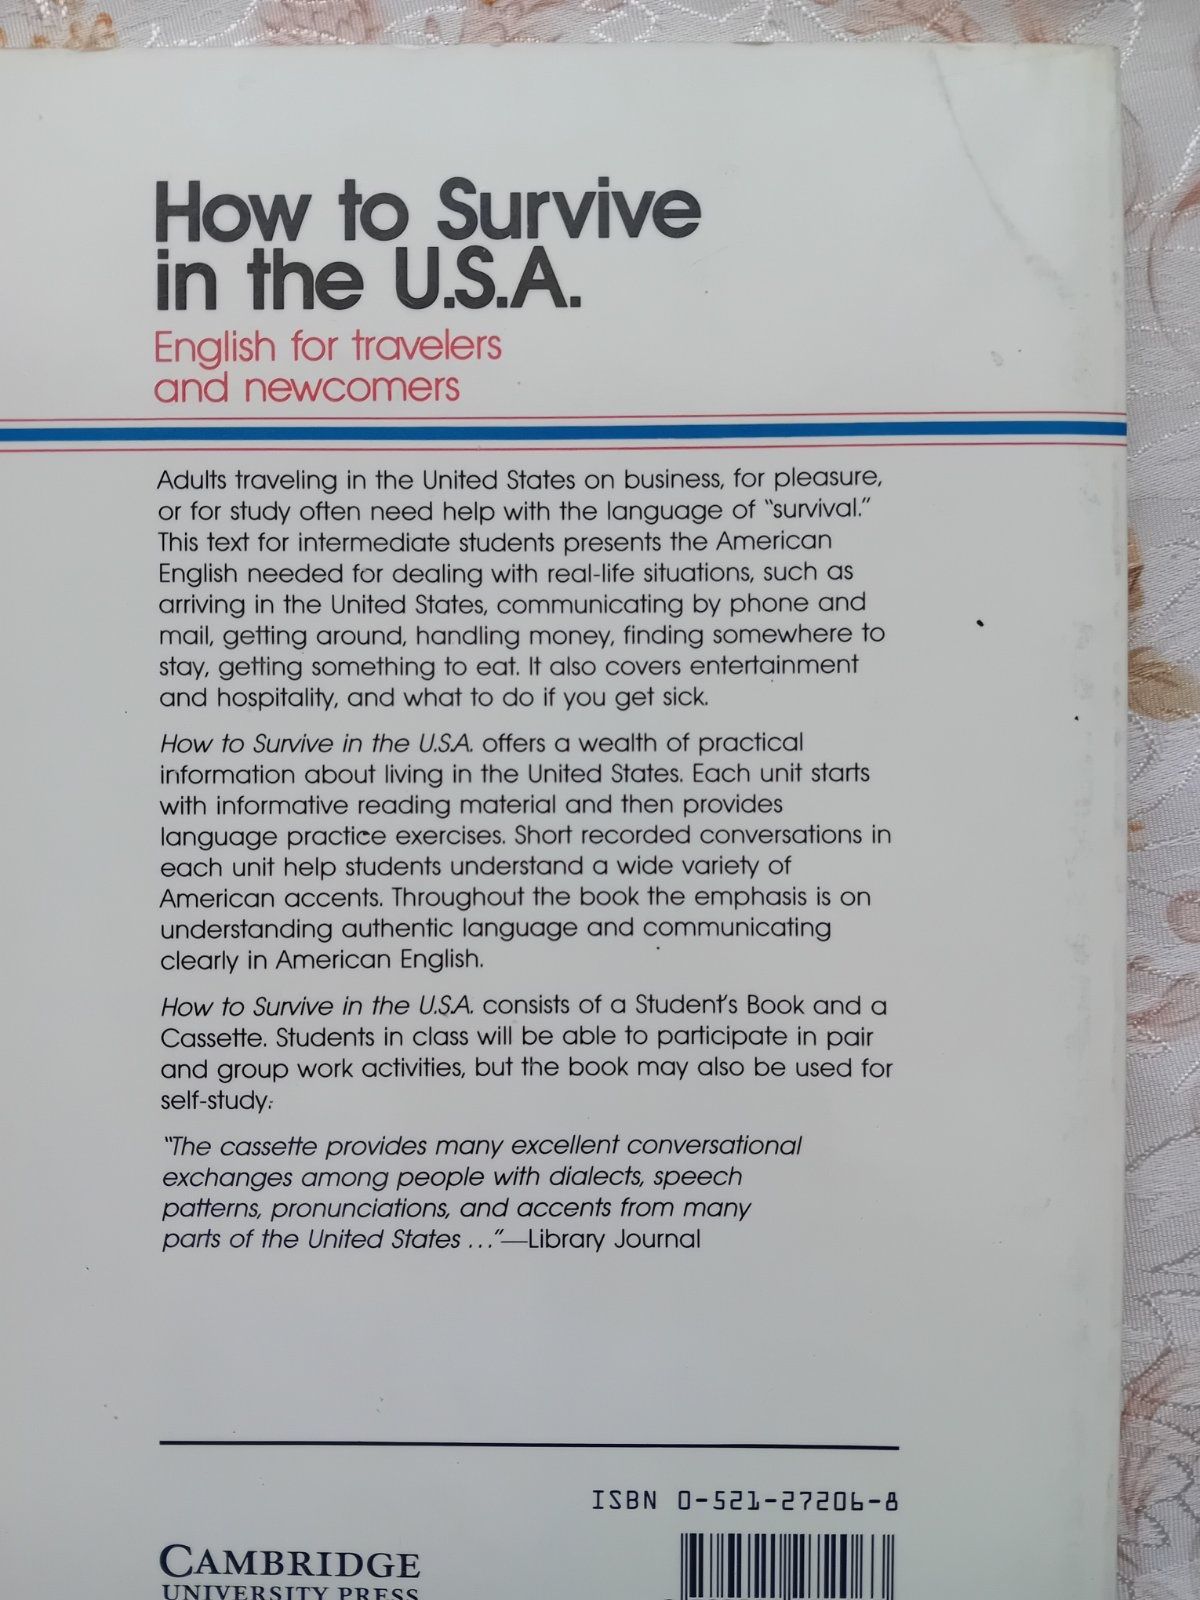 How to Survive
in the U.S.A.
English for travelers
and newcomers
Adults traveling in the United States on business, for pleasure,
or for study often need help with the language of “survival.”
This text for intermediate students presents the American
English needed for dealing with real-life situations, such as
arriving in the United States, communicating by phone and
mail, getting around, handling money, finding somewhere to
stay, getting something to eat. It also covers entertainment
and hospitality, and what to do if you get sick.
How to Survive in the U.S.A. offers a wealth of practical
information about living in the United States. Each unit starts
with informative reading material and then provides
language practice exercises. Short recorded conversations in
each unit help students understand a wide variety of
American accents. Throughout the book the emphasis is on
understanding authentic language and communicating
clearly in American English.
How to Survive in the U.S.A. consists of a Student's Book and a
Cassette. Students in class will be able to participate in pair
and group work activities, but the book may also be used for
self-study.
“The cassette provides many excellent conversational
exchanges among people with dialects, speech
patterns, pronunciations, and accents from many
parts of the United States ...”—Library Journal
ISBN 0-521-27206-8
CAMBRIDGE
UNIVERSITY PRESS